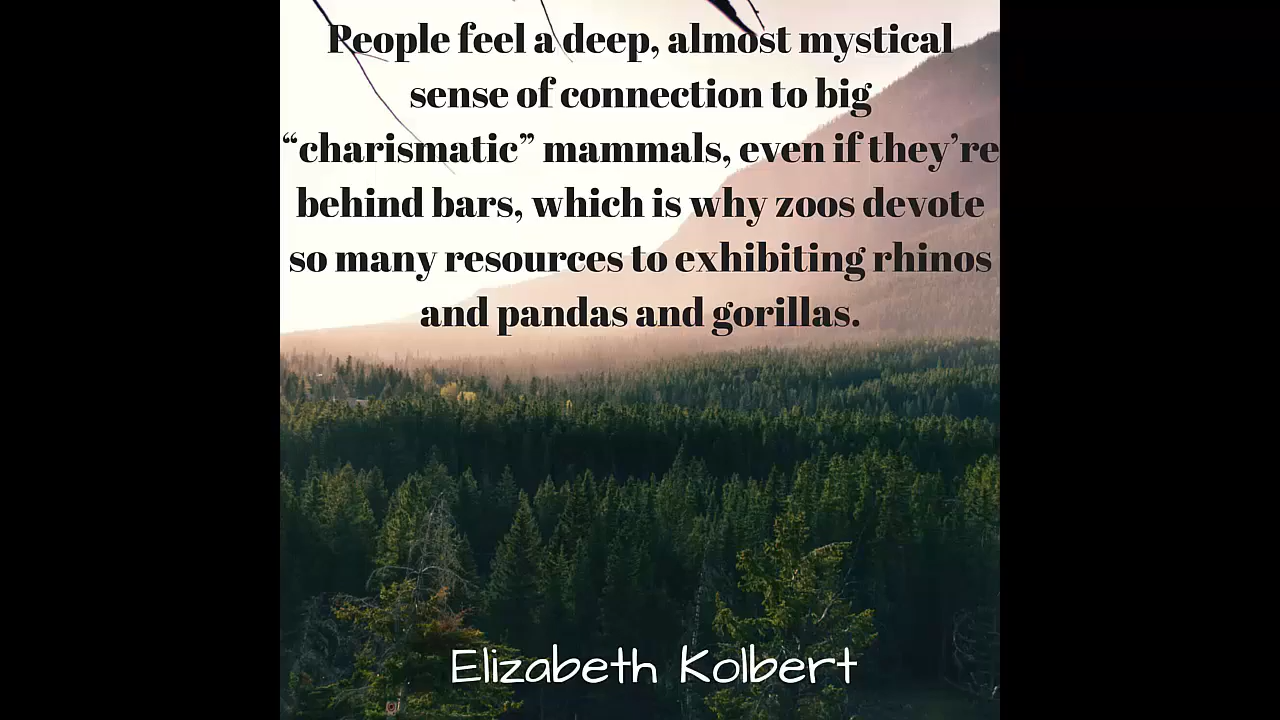 People feel a deep, almost mystical
sense of connection to big
“charismatic” mammals, even if they’re
behind bars, which is why zoos devote
so many resources to exhibiting rhinos
and pandas and gorillas.
Elizabeth Kolbert